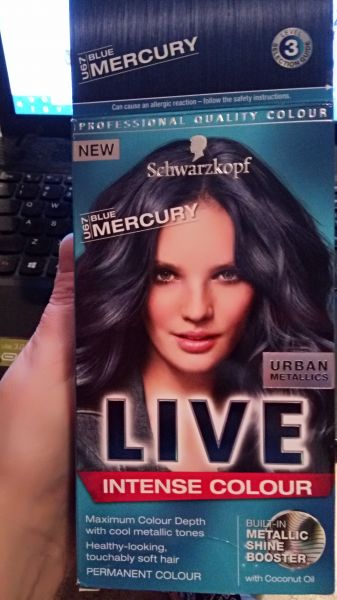 U67 BLUE
MERCURY
LEVEL
3
Can cause an allergic reaction - follow the safety instructions.
PROFESSIONAL QUALITY COLOUR
NEW
Schwarzkopf
U67 BLUE
MERCURY
URBAN
METALLICS
LIVE
INTENSE COLOUR
Maximum Colour Depth
with cool metallic tones
Healthy-looking,
touchably soft hair
PERMANENT COLOUR
BUILT-IN
METALLIC
SHINE
BOOSTER
with Coconut Oil